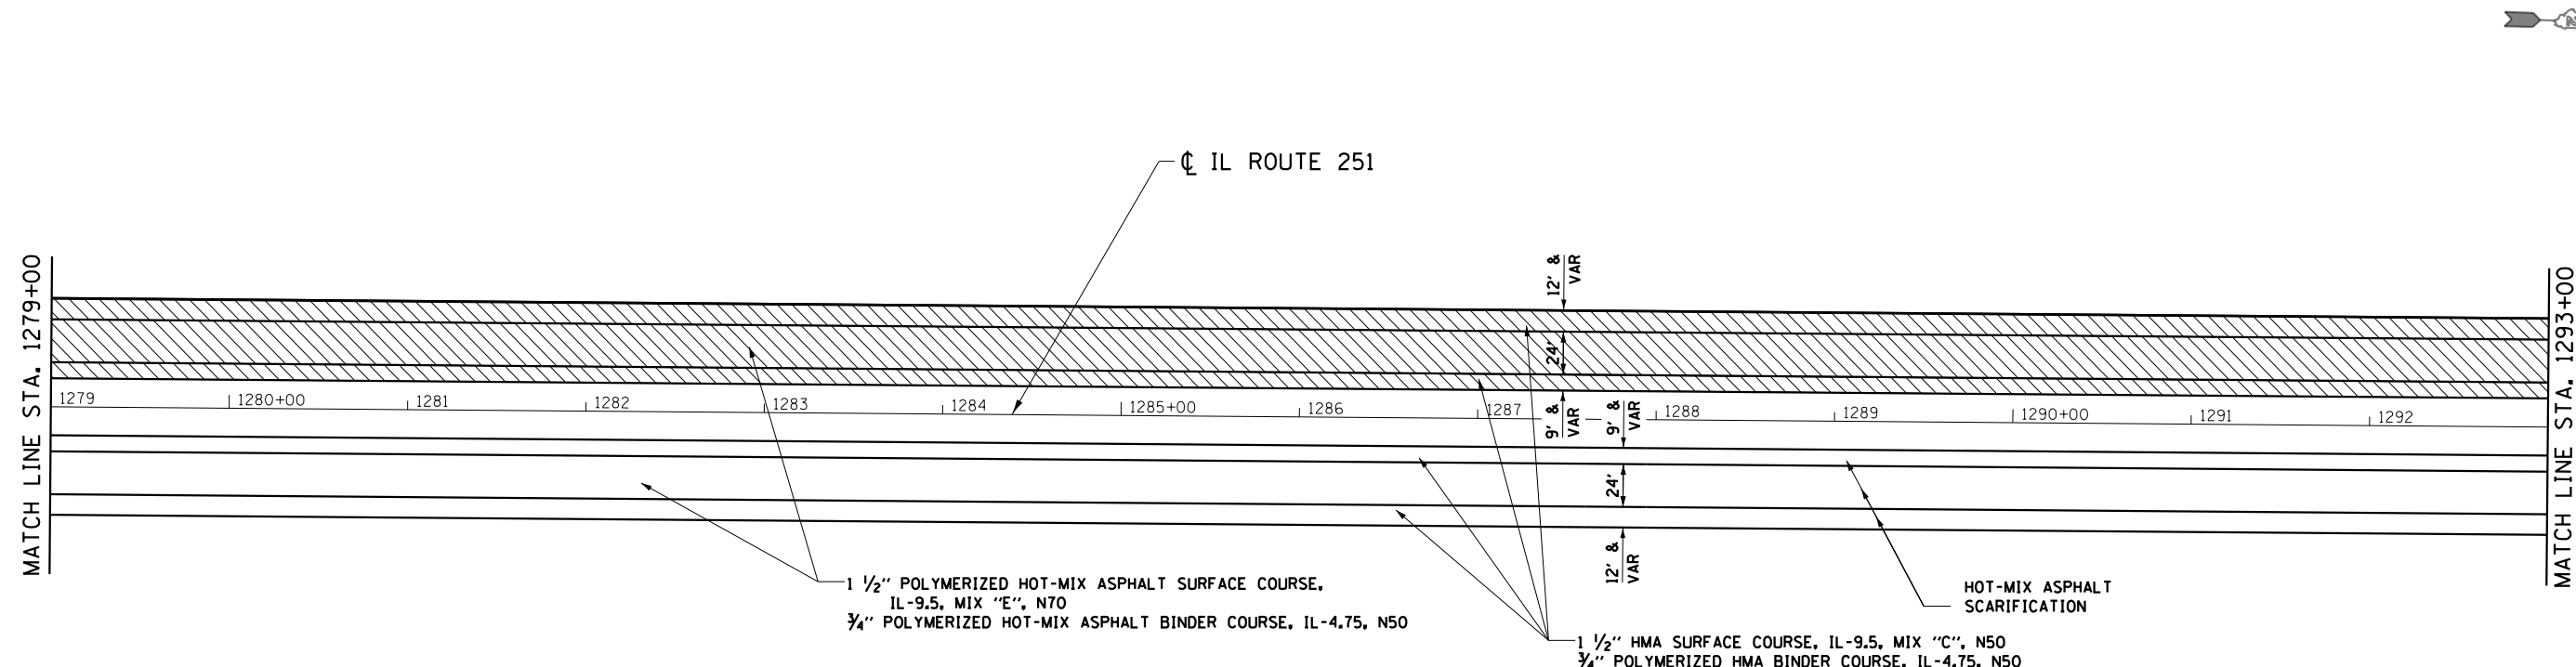 ℄ IL ROUTE 251
MATCH LINE STA. 1279+00
MATCH LINE STA. 1293+00
12' &
VAR
24'
9' &
VAR
1279 1280+00 1281 1282 1283 1284 1285+00 1286 1287 1288 1289 1290+00 1291 1292
9' &
VAR
24'
12' &
VAR
1 1/2" POLYMERIZED HOT-MIX ASPHALT SURFACE COURSE,
IL-9.5, MIX "E", N70
3/4" POLYMERIZED HOT-MIX ASPHALT BINDER COURSE, IL-4.75, N50
HOT-MIX ASPHALT
SCARIFICATION
1 1/2" HMA SURFACE COURSE, IL-9.5, MIX "C", N50
3/4" POLYMERIZED HMA BINDER COURSE, IL-4.75, N50